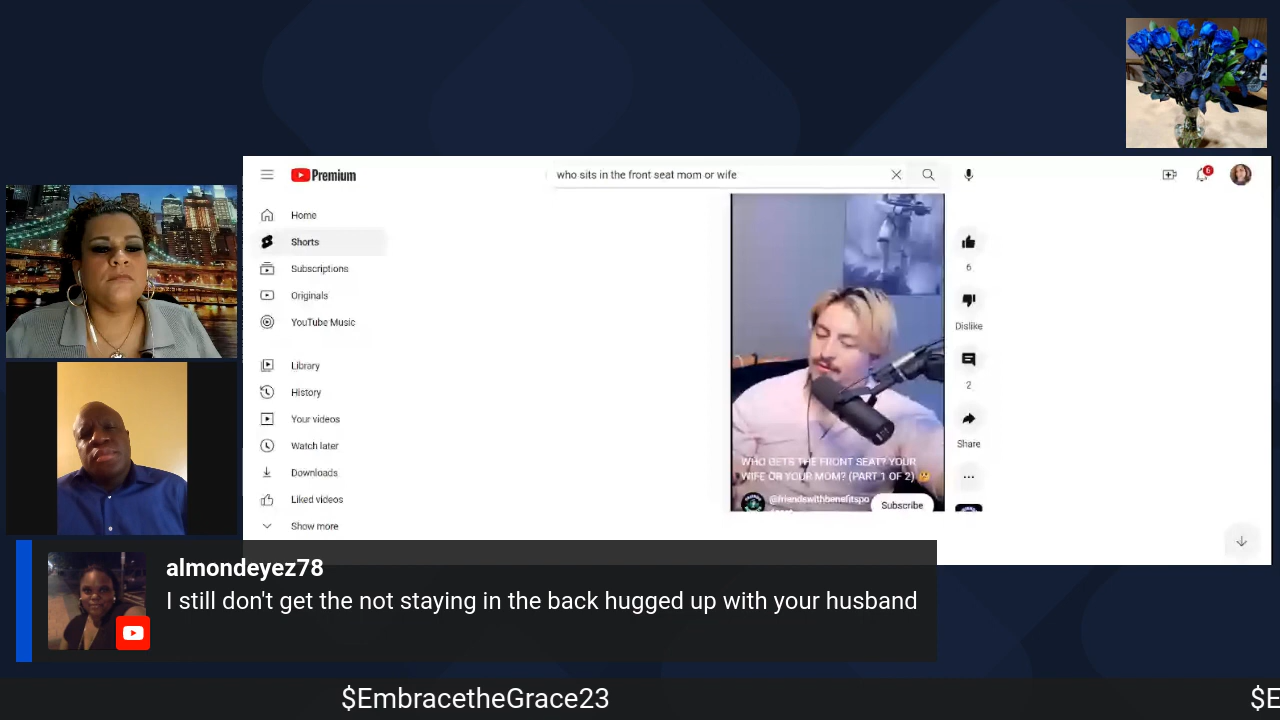 Premium
who sits in the front seat mom or wife
6
Home
Shorts
Subscriptions
Originals
YouTube Music
Library
History
Your videos
Watch later
Downloads
Liked videos
Show more
6
Dislike
2
Share
WHO GETS THE FRONT SEAT? YOUR
WIFE OR YOUR MOM? (PART 1 OF 2) 🤔
@friendswithbenefitspo
Subscribe
almondeyez78
I still don't get the not staying in the back hugged up with your husband
$EmbracetheGrace23
$E